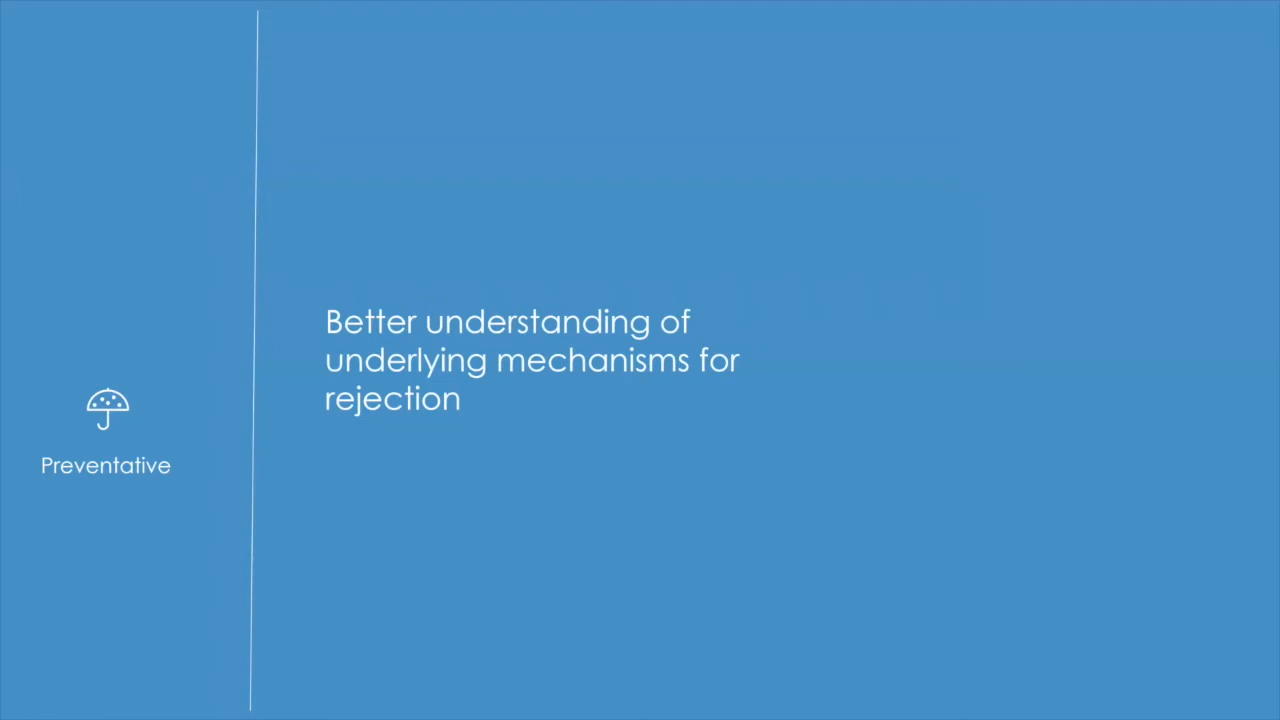 Better understanding of
underlying mechanisms for
rejection
Preventative